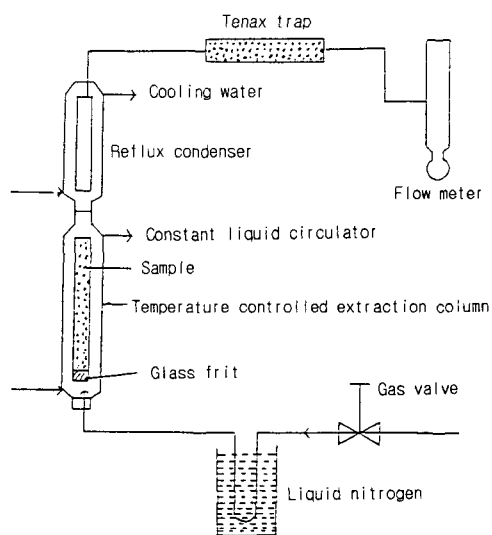 Tenax trap
Cooling water
Reflux condenser
Flow meter
Constant liquid circulator
Sample
Temperature controlled extraction column
Glass frit
Gas valve
Liquid nitrogen